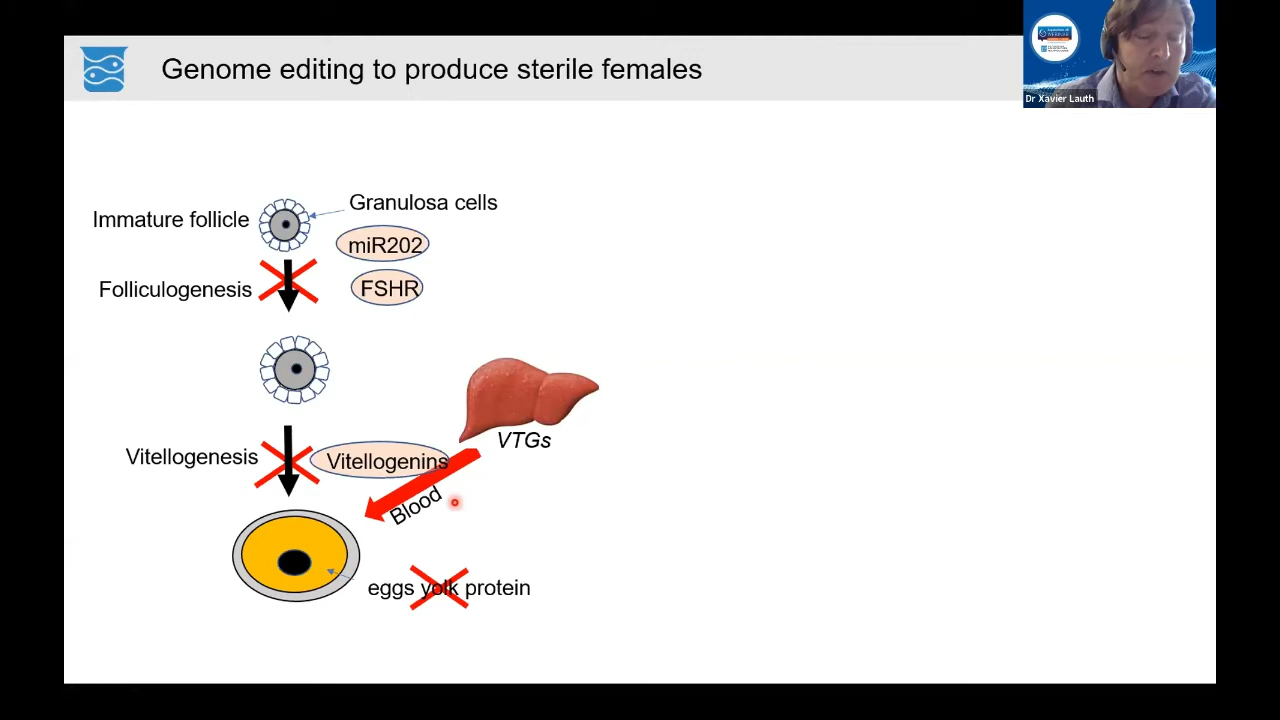 Genome editing to produce sterile females
Dr Xavier Lauth
Granulosa cells
Immature follicle
miR202
Folliculogenesis
FSHR
VTGs
Vitellogenesis
Vitellogenins
Blood
eggs yolk protein